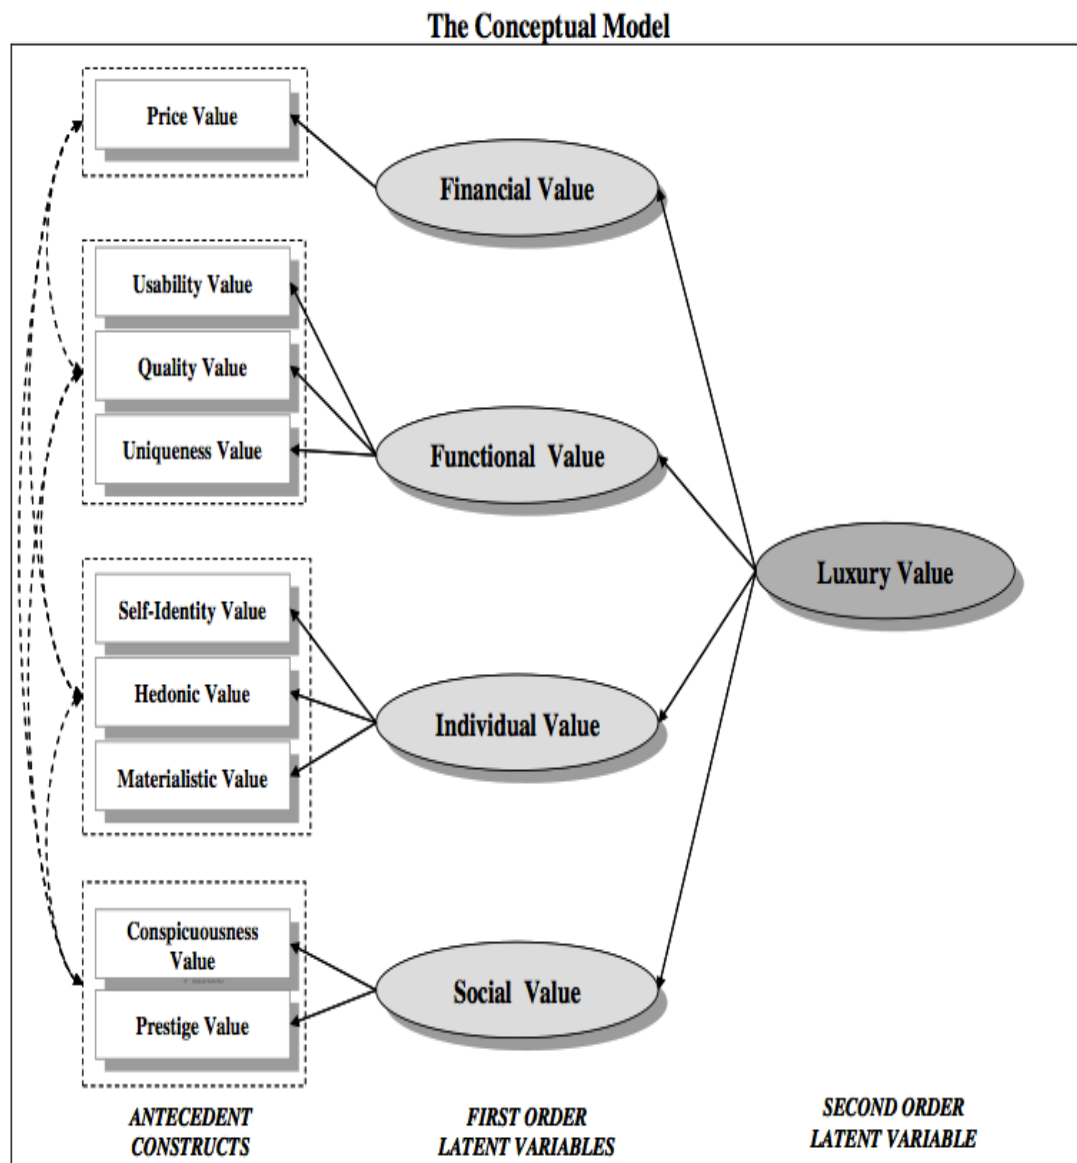 The Conceptual Model
Price Value
Financial Value
Usability Value
Quality Value
Uniqueness Value
Functional Value
Luxury Value
Self-Identity Value
Hedonic Value
Materialistic Value
Individual Value
Conspicuousness
Value
Prestige Value
Social Value
ANTECEDENT
CONSTRUCTS
FIRST ORDER
LATENT VARIABLES
SECOND ORDER
LATENT VARIABLE